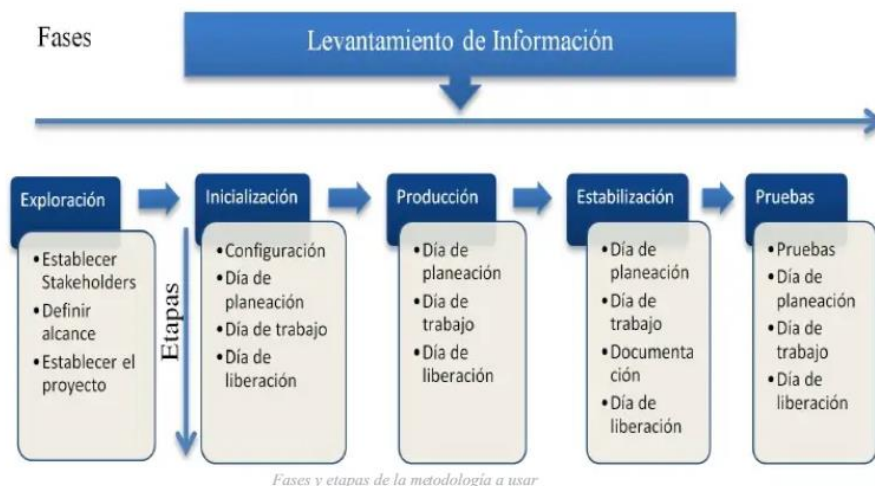 Fases
Levantamiento de Información
Exploración
• Establecer
Stakeholders
• Definir
alcance
• Establecer el
proyecto
Etapas
Inicialización
• Configuración
• Día de
planeación
• Día de trabajo
• Día de
liberación
Producción
• Día de
planeación
• Día de
trabajo
• Día de
liberación
Estabilización
• Día de
planeación
• Día de
trabajo
• Documenta
ción
• Día de
liberación
Pruebas
• Pruebas
• Día de
planeación
• Día de
trabajo
• Día de
liberación
Fases y etapas de la metodología a usar